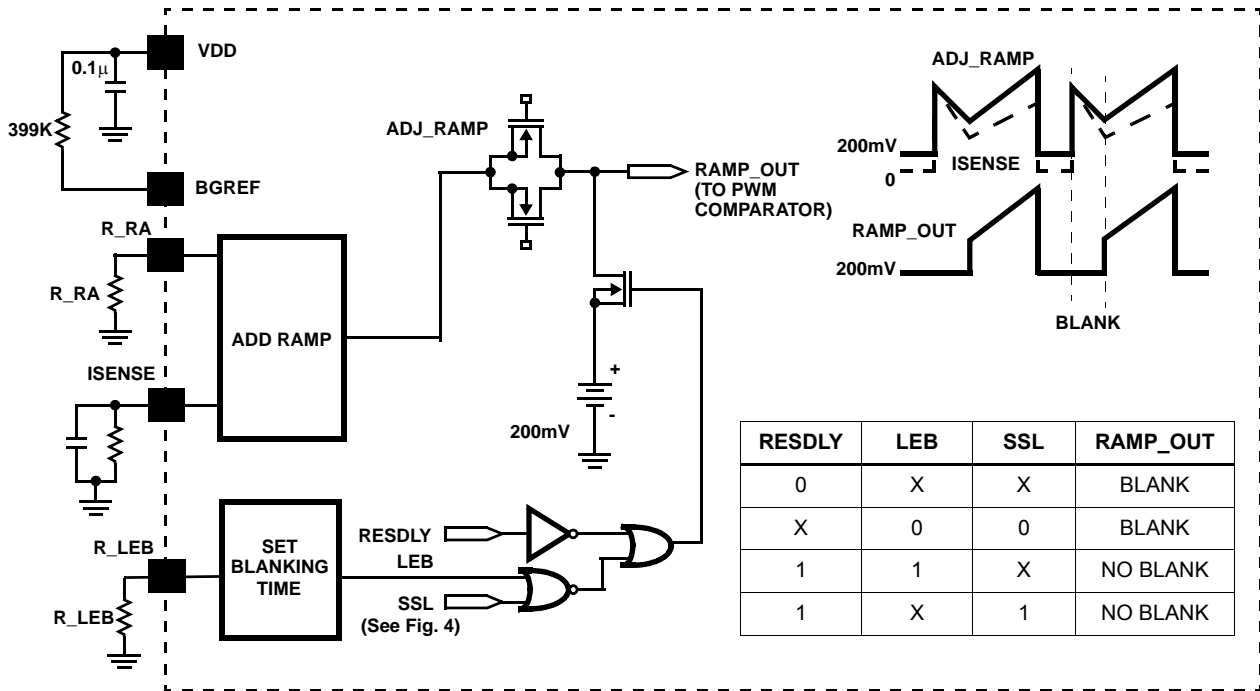 VDD
0.1µ
399K
BGREF
R_RA
R_RA
ADD RAMP
ISENSE
ADJ_RAMP
RAMP_OUT
(TO PWM
COMPARATOR)
+
-
200mV
R_LEB
R_LEB
SET
BLANKING
TIME
RESDLY
LEB
SSL
(See Fig. 4)
ADJ_RAMP
200mV
0
ISENSE
RAMP_OUT
200mV
BLANK
RESDLY LEB SSL RAMP_OUT
0 X X BLANK
X 0 0 BLANK
1 1 X NO BLANK
1 X 1 NO BLANK